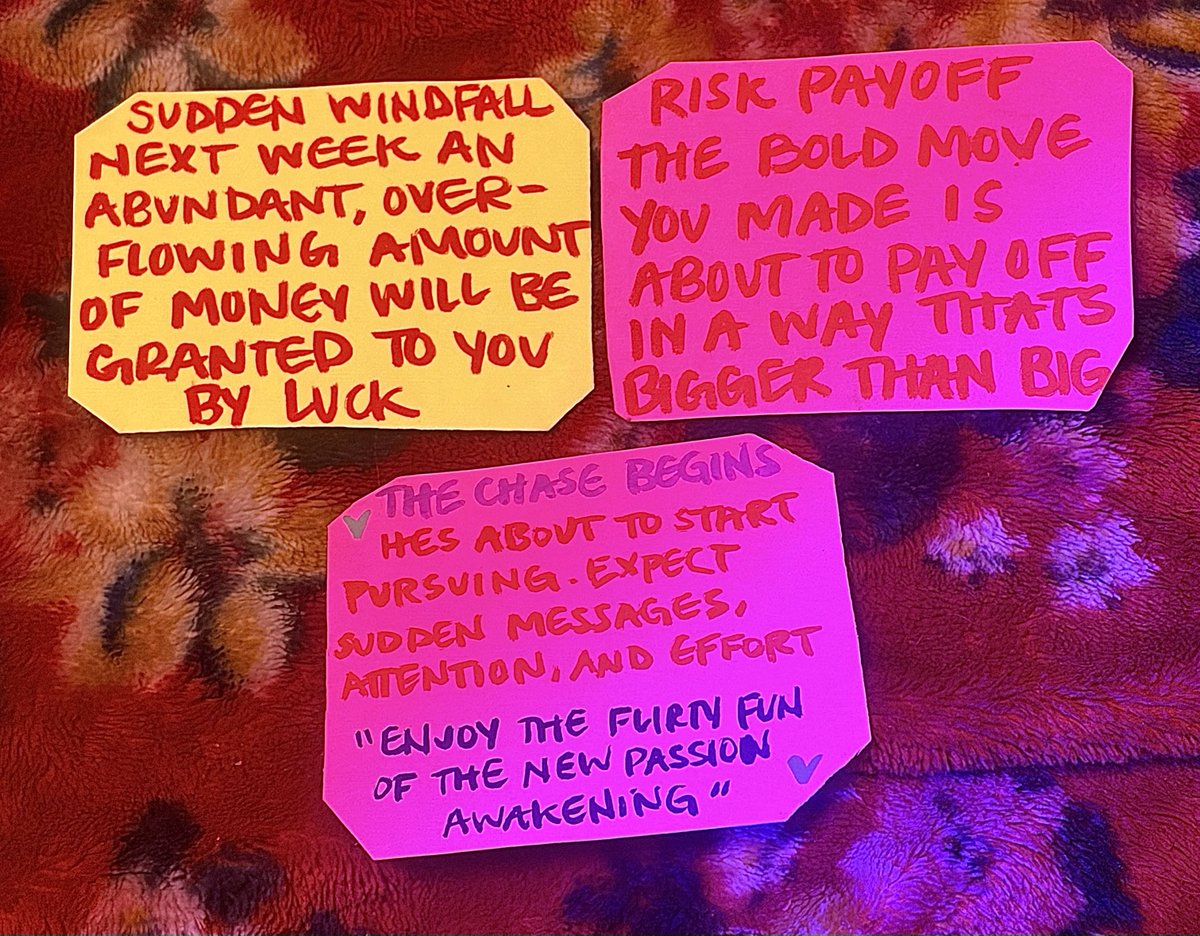 SUDDEN WINDFALL
NEXT WEEK AN
ABUNDANT, OVER-
FLOWING AMOUNT
OF MONEY WILL BE
GRANTED TO YOU
BY LUCK
RISK PAYOFF
THE BOLD MOVE
YOU MADE IS
ABOUT TO PAY OFF
IN A WAY THATS
BIGGER THAN BIG
THE CHASE BEGINS
HES ABOUT TO START
PURSUING. EXPECT
SUDDEN MESSAGES,
ATTENTION, AND EFFORT
"ENJOY THE FLIRTY FUN
OF THE NEW PASSION
AWAKENING"